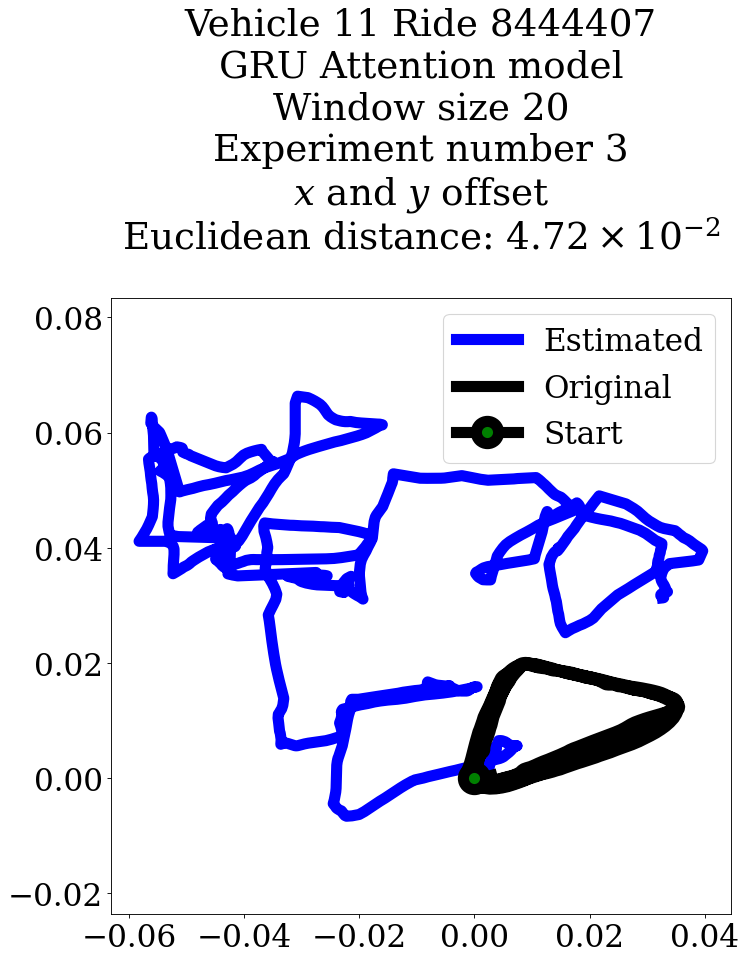 Vehicle 11 Ride 8444407
GRU Attention model
Window size 20
Experiment number 3
x and y offset
Euclidean distance: 4.72 × 10⁻²
Estimated
Original
Start
0.08
0.06
0.04
0.02
0.00
−0.02
−0.06 −0.04 −0.02 0.00 0.02 0.04